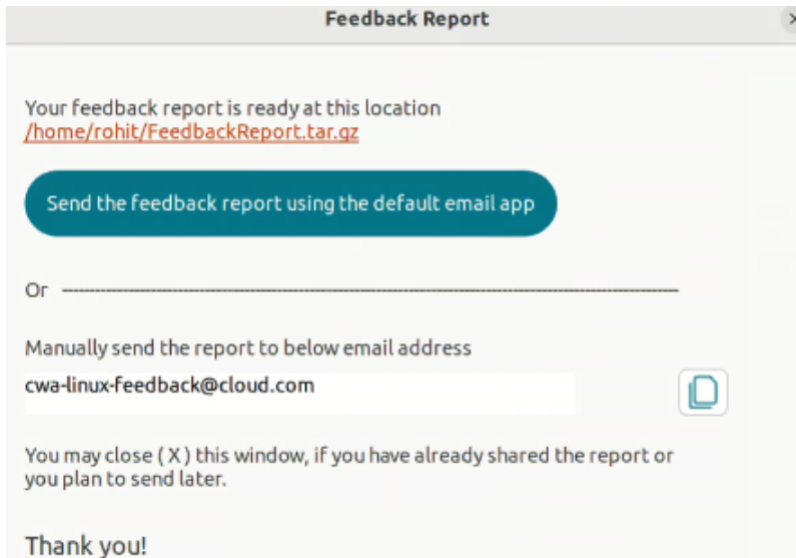 Feedback Report
Your feedback report is ready at this location
/home/rohit/FeedbackReport.tar.gz
Send the feedback report using the default email app
Or
Manually send the report to below email address
cwa-linux-feedback@cloud.com
You may close ( X ) this window, if you have already shared the report or
you plan to send later.
Thank you!